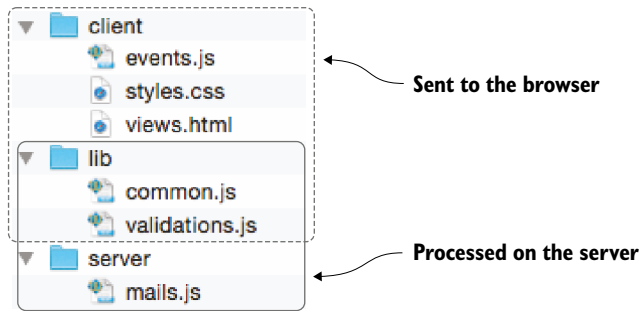 client
events.js
Sent to the browser
styles.css
views.html
lib
common.js
validations.js
server
Processed on the server
mails.js